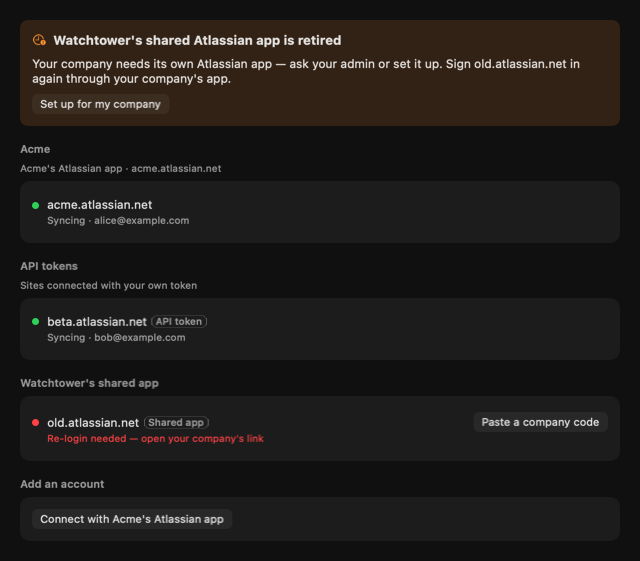 Watchtower's shared Atlassian app is retired
Your company needs its own Atlassian app — ask your admin or set it up. Sign old.atlassian.net in
again through your company's app.
Set up for my company
Acme
Acme's Atlassian app · acme.atlassian.net
acme.atlassian.net
Syncing · alice@example.com
API tokens
Sites connected with your own token
beta.atlassian.net API token
Syncing · bob@example.com
Watchtower's shared app
old.atlassian.net Shared app
Paste a company code
Re-login needed — open your company's link
Add an account
Connect with Acme's Atlassian app